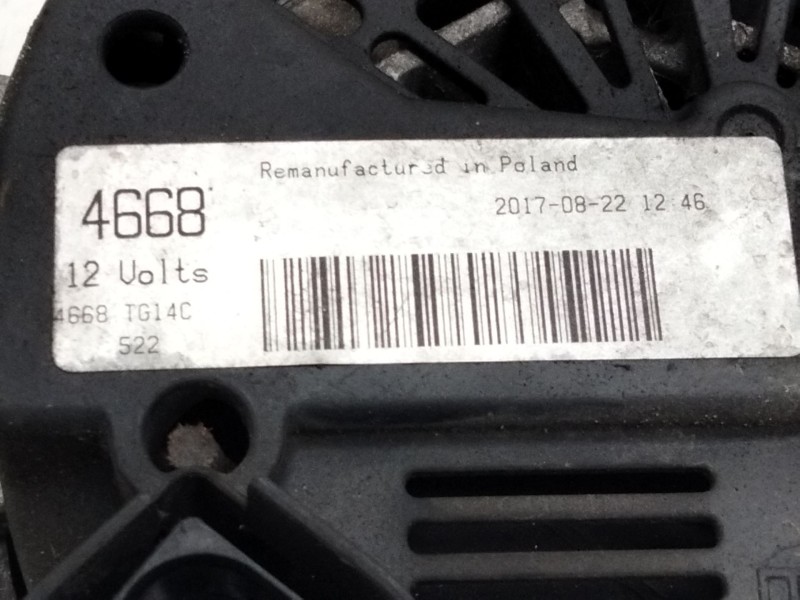 Remanufactured in Poland
4668
2017-08-22 12:46
12 Volts
4668 TG14C
522